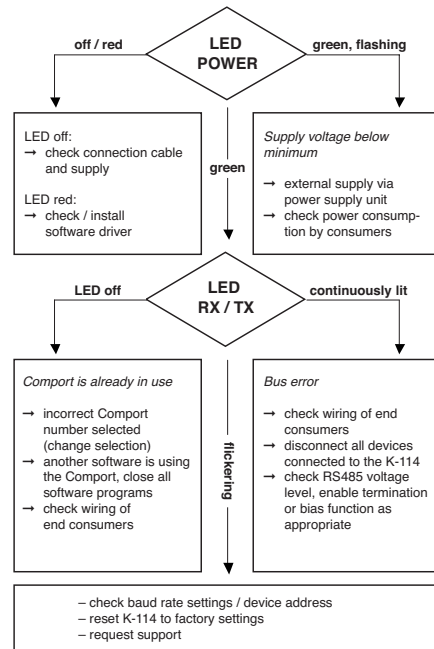 LED
POWER
off / red
green, flashing
LED off:
→ check connection cable
and supply
LED red:
→ check / install
software driver
green
Supply voltage below
minimum
→ external supply via
power supply unit
→ check power consump-
tion by consumers
LED
RX / TX
LED off
continuously lit
Comport is already in use
→ incorrect Comport
number selected
(change selection)
→ another software is using
the Comport, close all
software programs
→ check wiring of
end consumers
flickering
Bus error
→ check wiring of end
consumers
→ disconnect all devices
connected to the K-114
→ check RS485 voltage
level, enable termination
or bias function as
appropriate
– check baud rate settings / device address
– reset K-114 to factory settings
– request support